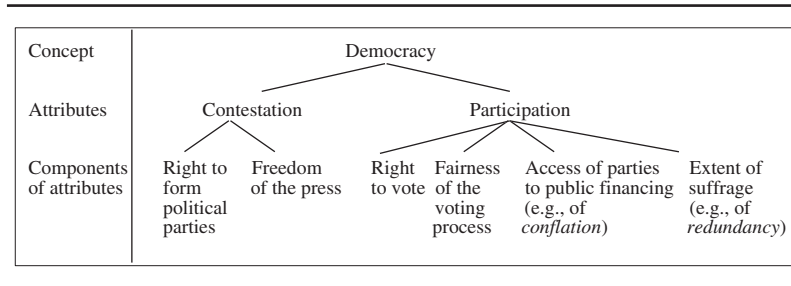 Concept Democracy
Attributes Contestation Participation
Components Right to Freedom Right Fairness Access of parties Extent of
of attributes form of the press to vote of the to public financing suffrage
political voting (e.g., of (e.g., of
parties process conflation) redundancy)